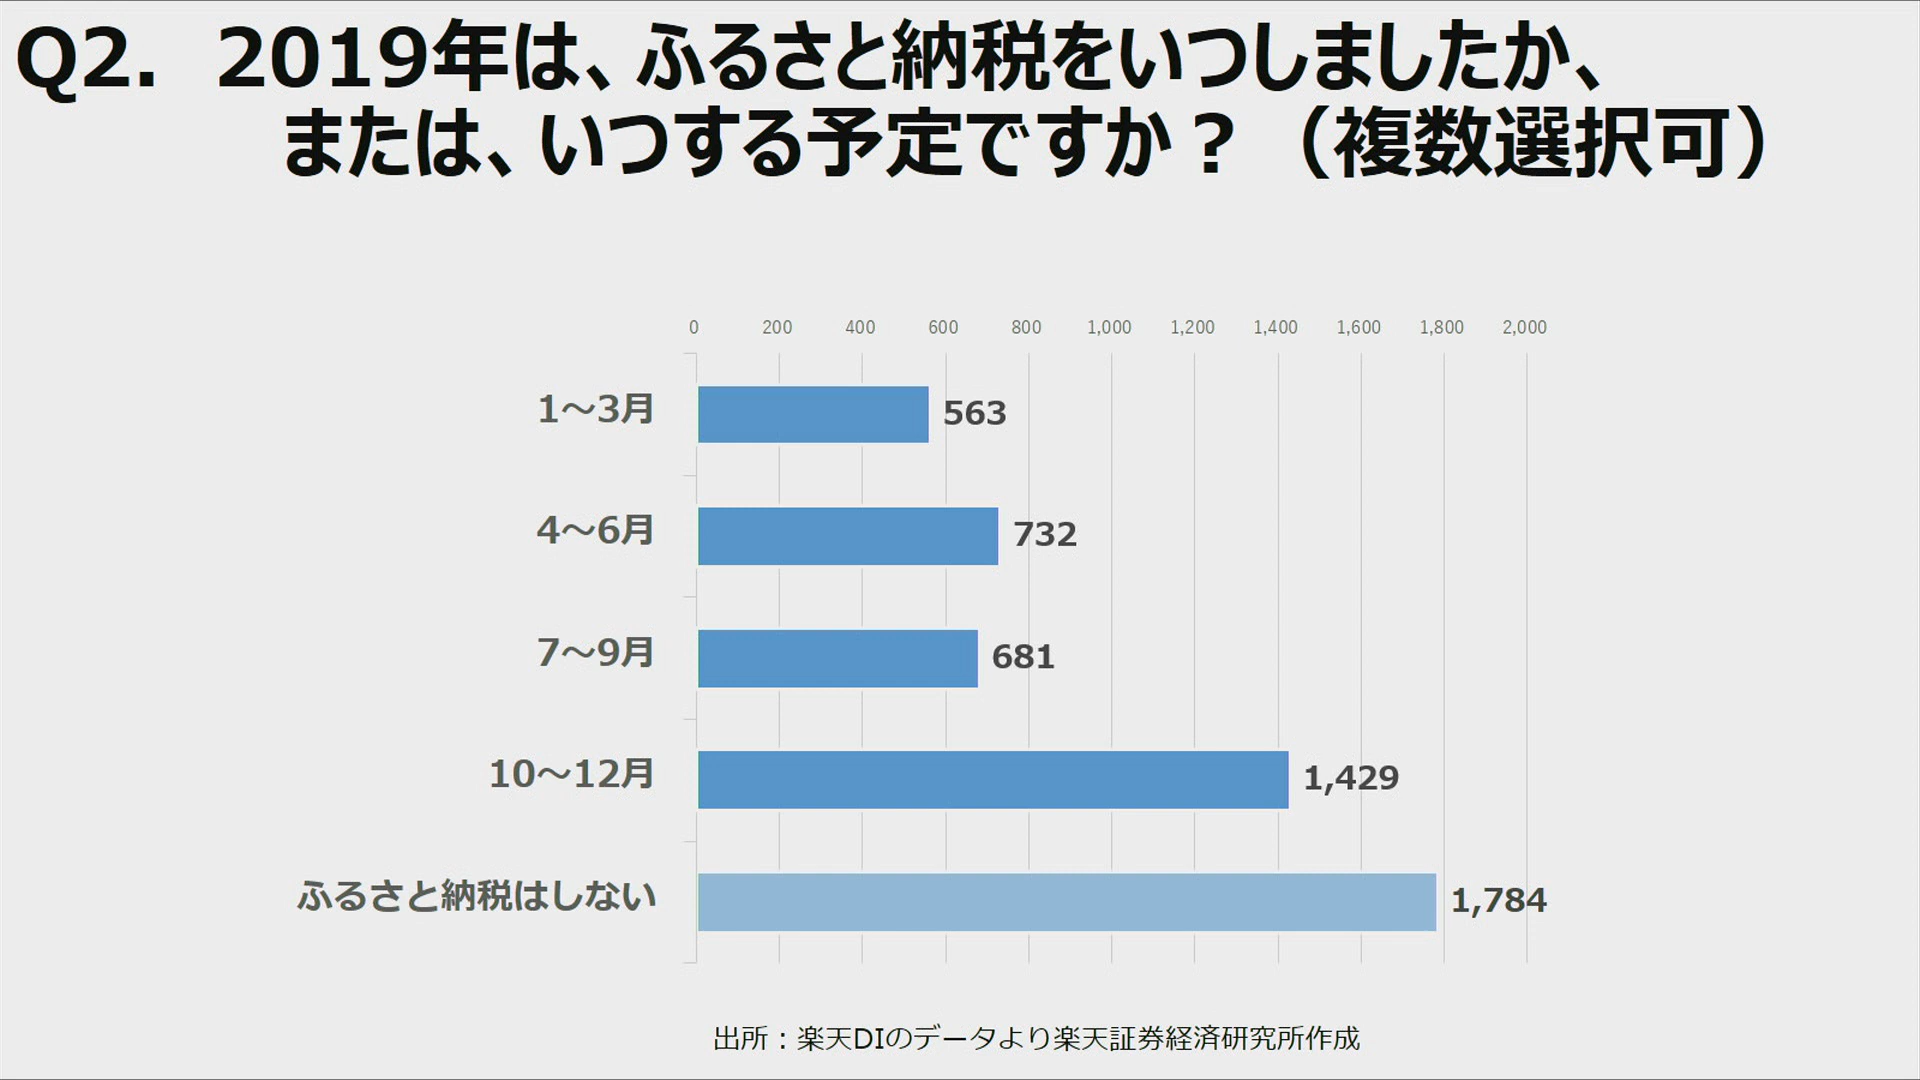 Q2. 2019年は、ふるさと納税をいつしましたか、
または、いつする予定ですか？（複数選択可）
0 200 400 600 800 1,000 1,200 1,400 1,600 1,800 2,000
1～3月 563
4～6月 732
7～9月 681
10～12月 1,429
ふるさと納税はしない 1,784
出所：楽天DIのデータより楽天証券経済研究所作成